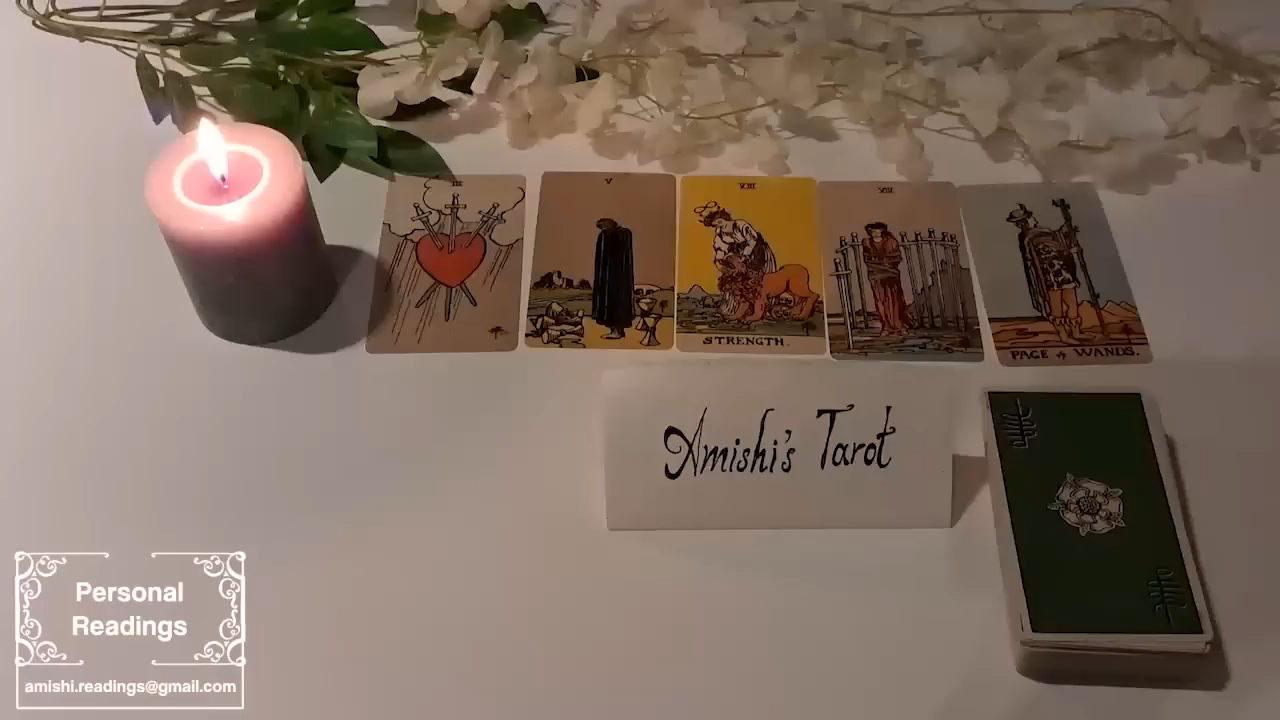 III
V
VIII
VIII
STRENGTH.
PAGE of WANDS.
Amishi's Tarot
Personal
Readings
amishi.readings@gmail.com